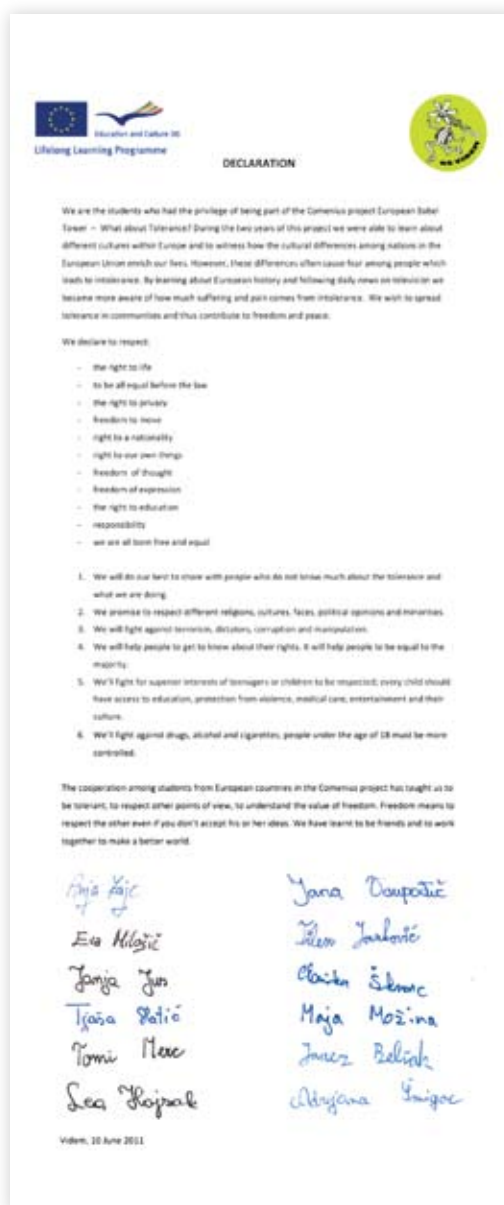 Education and Culture DG
Lifelong Learning Programme
OŠ VIDEM
DECLARATION
We are the students who had the privilege of being part of the Comenius project European Babel
Tower – What about Tolerance? During the two years of this project we were able to learn about
different cultures within Europe and to witness how the cultural differences among nations in the
European Union enrich our lives. However, these differences often cause fear among people which
leads to intolerance. By learning about European history and following daily news on television we
became more aware of how much suffering and pain comes from intolerance. We wish to spread
tolerance in communities and thus contribute to freedom and peace.
We declare to respect:
- the right to life
- to be all equal before the law
- the right to privacy
- freedom to move
- right to a nationality
- right to our own things
- freedom of thought
- freedom of expression
- the right to education
- responsibility
- we are all born free and equal
1. We will do our best to share with people who do not know much about the tolerance and
what we are doing.
2. We promise to respect different religions, cultures, faces, political opinions and minorities.
3. We will fight against terrorism, dictators, corruption and manipulation.
4. We will help people to get to know about their rights. It will help people to be equal to the
majority.
5. We'll fight for superior interests of teenagers or children to be respected; every child should
have access to education, protection from violence, medical care, entertainment and their
culture.
6. We'll fight against drugs, alcohol and cigarettes, people under the age of 18 must be more
controlled.
The cooperation among students from European countries in the Comenius project has taught us to
be tolerant, to respect other points of view, to understand the value of freedom. Freedom means to
respect the other even if you don't accept his or her ideas. We have learnt to be friends and to work
together to make a better world.
Jana
Eva
Janja Jus
Tjaša
Maja Možina
Tomi Merc
Janez
Lea
Videm, 10 June 2011